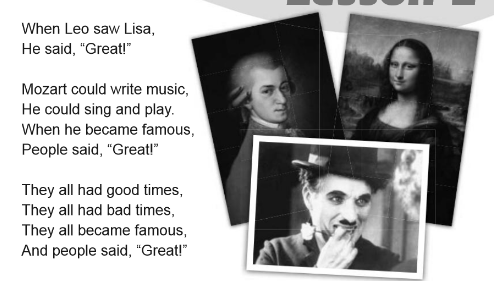 Lesson 2
When Leo saw Lisa,
He said, “Great!”
Mozart could write music,
He could sing and play.
When he became famous,
People said, “Great!”
They all had good times,
They all had bad times,
They all became famous,
And people said, “Great!”